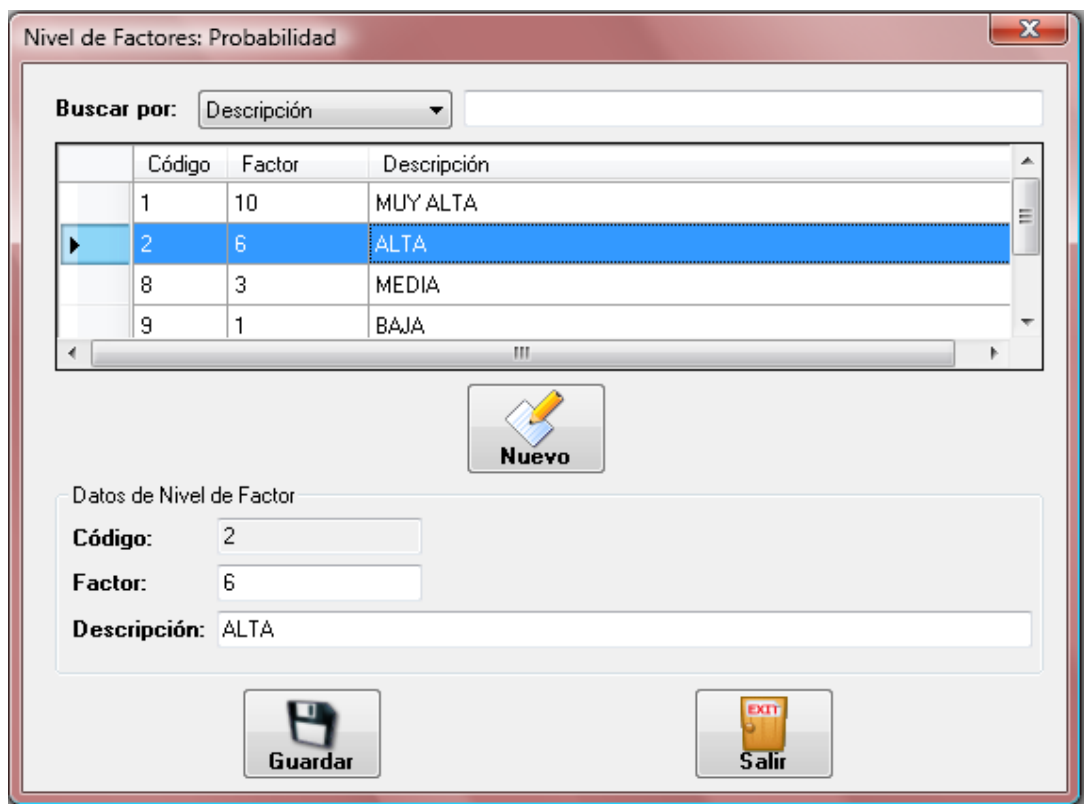 Nivel de Factores: Probabilidad
Buscar por: Descripción
Código Factor Descripción
1 10 MUY ALTA
2 6 ALTA
8 3 MEDIA
9 1 BAJA
Nuevo
Datos de Nivel de Factor
Código: 2
Factor: 6
Descripción: ALTA
EXIT
Guardar Salir